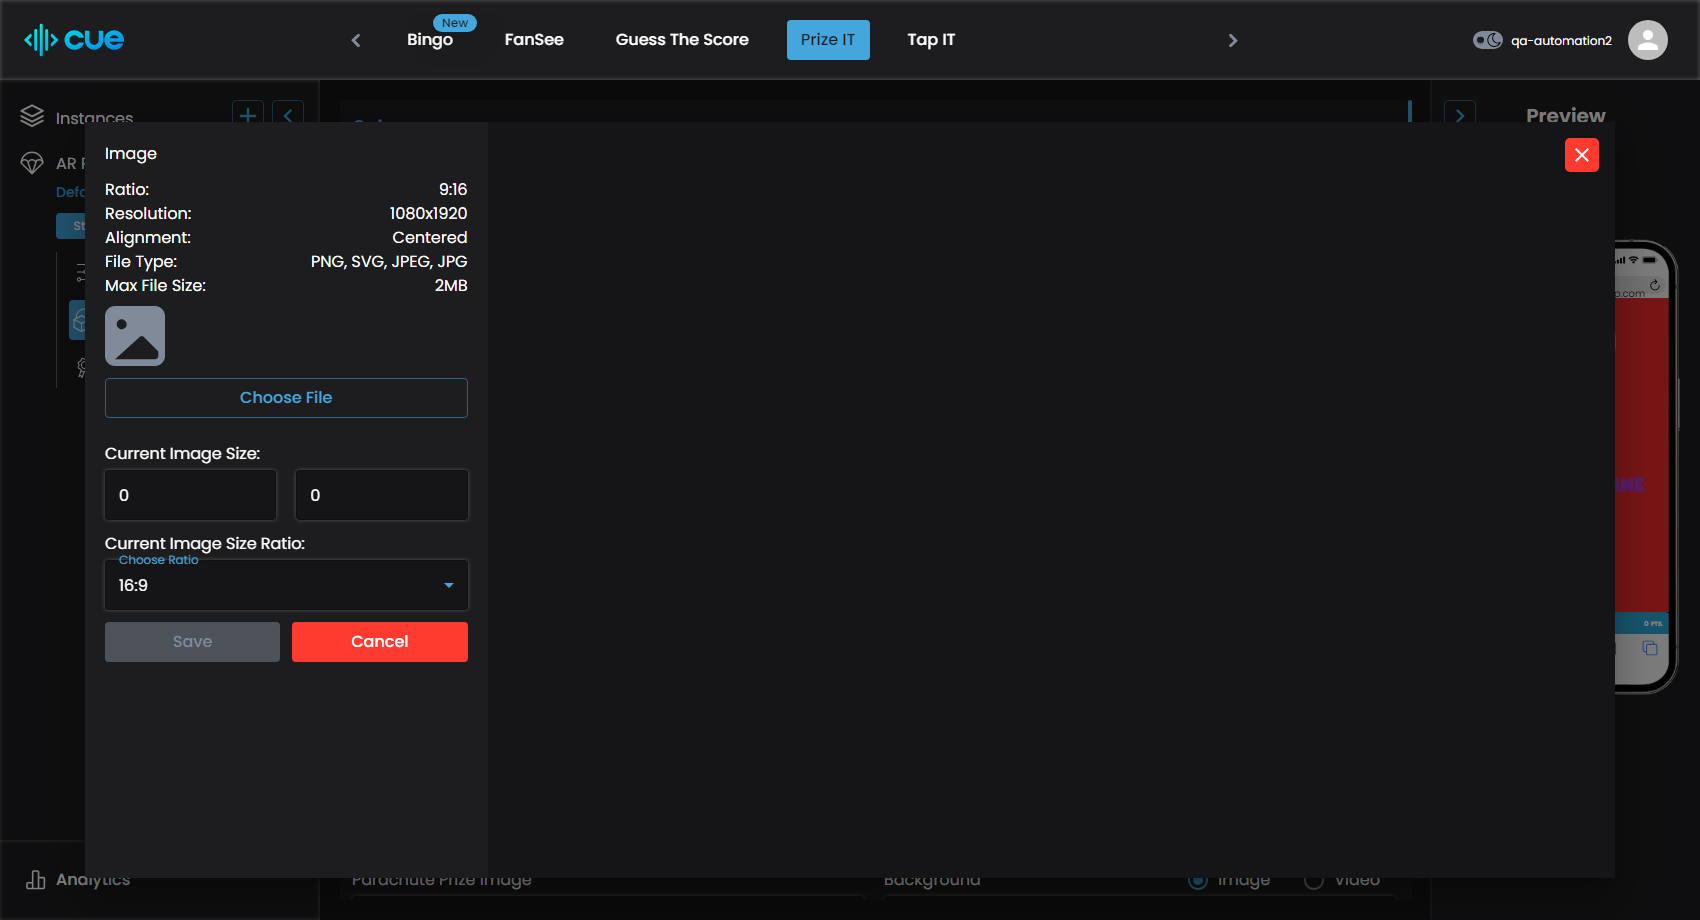 cue
Bingo
New
FanSee
Guess The Score
Prize IT
Tap IT
qa-automation2
Instances
Preview
AR
Image
Ratio: 9:16
Resolution: 1080x1920
Alignment: Centered
File Type: PNG, SVG, JPEG, JPG
Max File Size: 2MB
Choose File
Current Image Size:
0 0
Current Image Size Ratio:
Choose Ratio
16:9
Save Cancel
0 PTS.
Analytics
Parachute Prize Image
Background
Image
Video